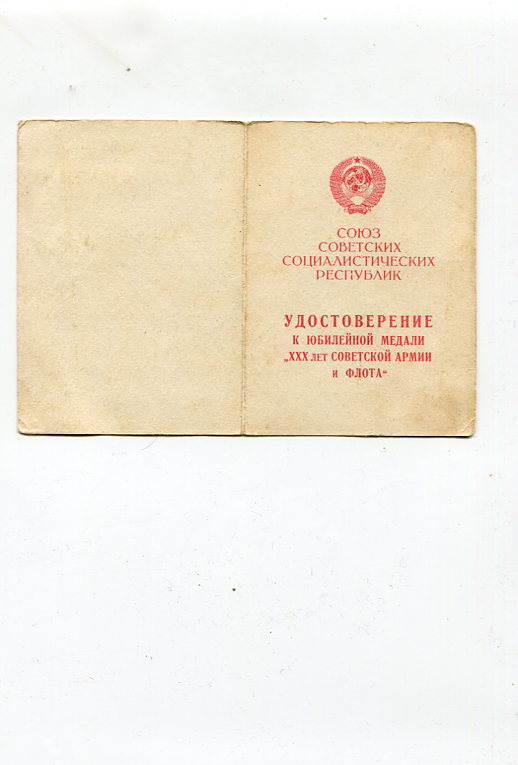 СОЮЗ
СОВЕТСКИХ
СОЦИАЛИСТИЧЕСКИХ
РЕСПУБЛИК
УДОСТОВЕРЕНИЕ
К ЮБИЛЕЙНОЙ МЕДАЛИ
„XXX ЛЕТ СОВЕТСКОЙ АРМИИ
И ФЛОТА“